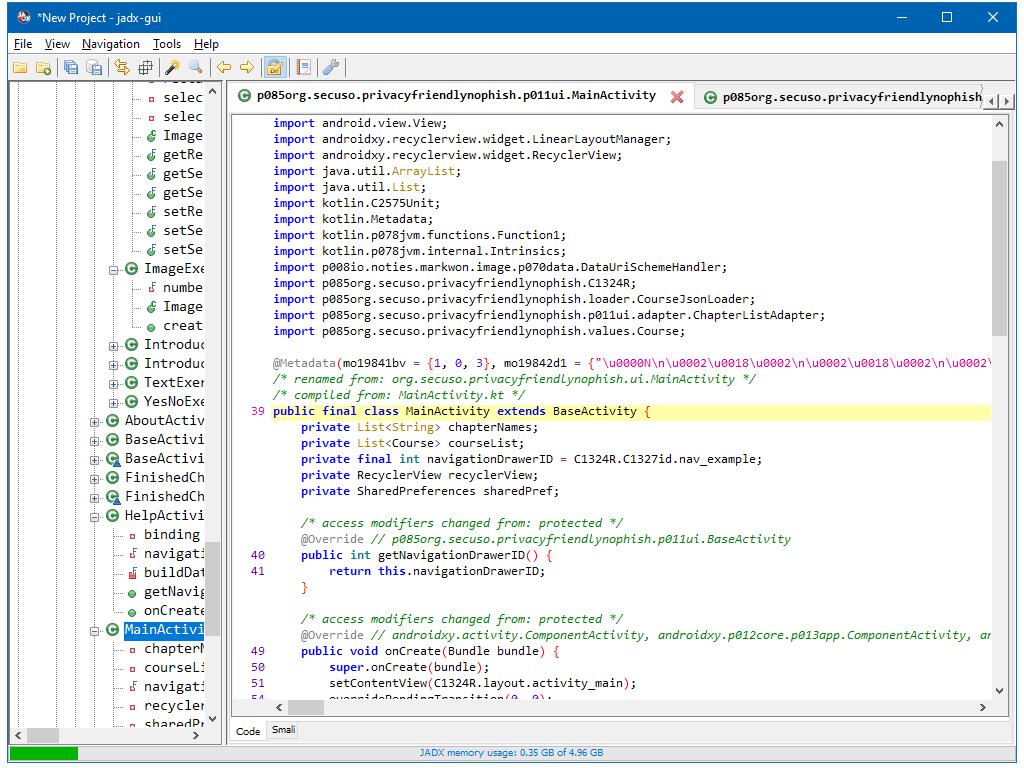 *New Project - jadx-gui
File View Navigation Tools Help
selec
selec
Image
getRe
getSe
getSe
setRe
setSe
setSe
ImageExe
numbe
Image
creat
Introduc
Introduc
TextExer
YesNoExe
AboutActiv
BaseActivi
BaseActivi
FinishedCh
FinishedCh
HelpActivi
binding
navigati
buildDat
getNavig
onCreate
MainActivi
chapterN
courseLi
navigati
recycler
sharedPr
p085org.secuso.privacyfriendlynophish.p011ui.MainActivity
p085org.secuso.privacyfriendlynophish
import android.view.View;
import androidxy.recyclerview.widget.LinearLayoutManager;
import androidxy.recyclerview.widget.RecyclerView;
import java.util.ArrayList;
import java.util.List;
import kotlin.C2575Unit;
import kotlin.Metadata;
import kotlin.p078jvm.functions.Function1;
import kotlin.p078jvm.internal.Intrinsics;
import p008io.noties.markwon.image.p070data.DataUriSchemeHandler;
import p085org.secuso.privacyfriendlynophish.C1324R;
import p085org.secuso.privacyfriendlynophish.loader.CourseJsonLoader;
import p085org.secuso.privacyfriendlynophish.p011ui.adapter.ChapterListAdapter;
import p085org.secuso.privacyfriendlynophish.values.Course;
@Metadata(mo19841bv = {1, 0, 3}, mo19842d1 = {"\u0000N\n\u0002\u0018\u0002\n\u0002\u0018\u0002\n\u0002\n\u0002\
/* renamed from: org.secuso.privacyfriendlynophish.ui.MainActivity */
/* compiled from: MainActivity.kt */
39 public final class MainActivity extends BaseActivity {
private List<String> chapterNames;
private List<Course> courseList;
private final int navigationDrawerID = C1324R.C1327id.nav_example;
private RecyclerView recyclerView;
private SharedPreferences sharedPref;
/* access modifiers changed from: protected */
@Override // p085org.secuso.privacyfriendlynophish.p011ui.BaseActivity
40 public int getNavigationDrawerID() {
41 return this.navigationDrawerID;
}
/* access modifiers changed from: protected */
@Override // androidxy.activity.ComponentActivity, androidxy.p012core.p013app.ComponentActivity, ar
49 public void onCreate(Bundle bundle) {
50 super.onCreate(bundle);
51 setContentView(C1324R.layout.activity_main);
54 overridePendingTransition(0, 0);
Code Smali
JADX memory usage: 0.35 GB of 4.96 GB